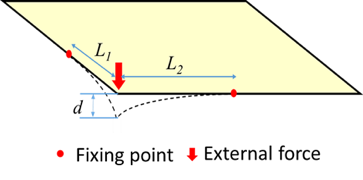 L1
L2
d
Fixing point
External force